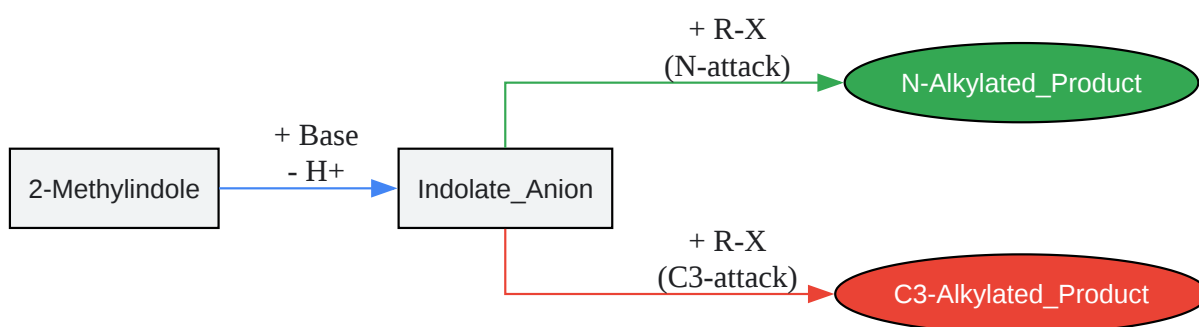 + R-X
(N-attack)
N-Alkylated_Product
+ Base
- H+
2-Methylindole
Indolate_Anion
+ R-X
(C3-attack)
C3-Alkylated_Product